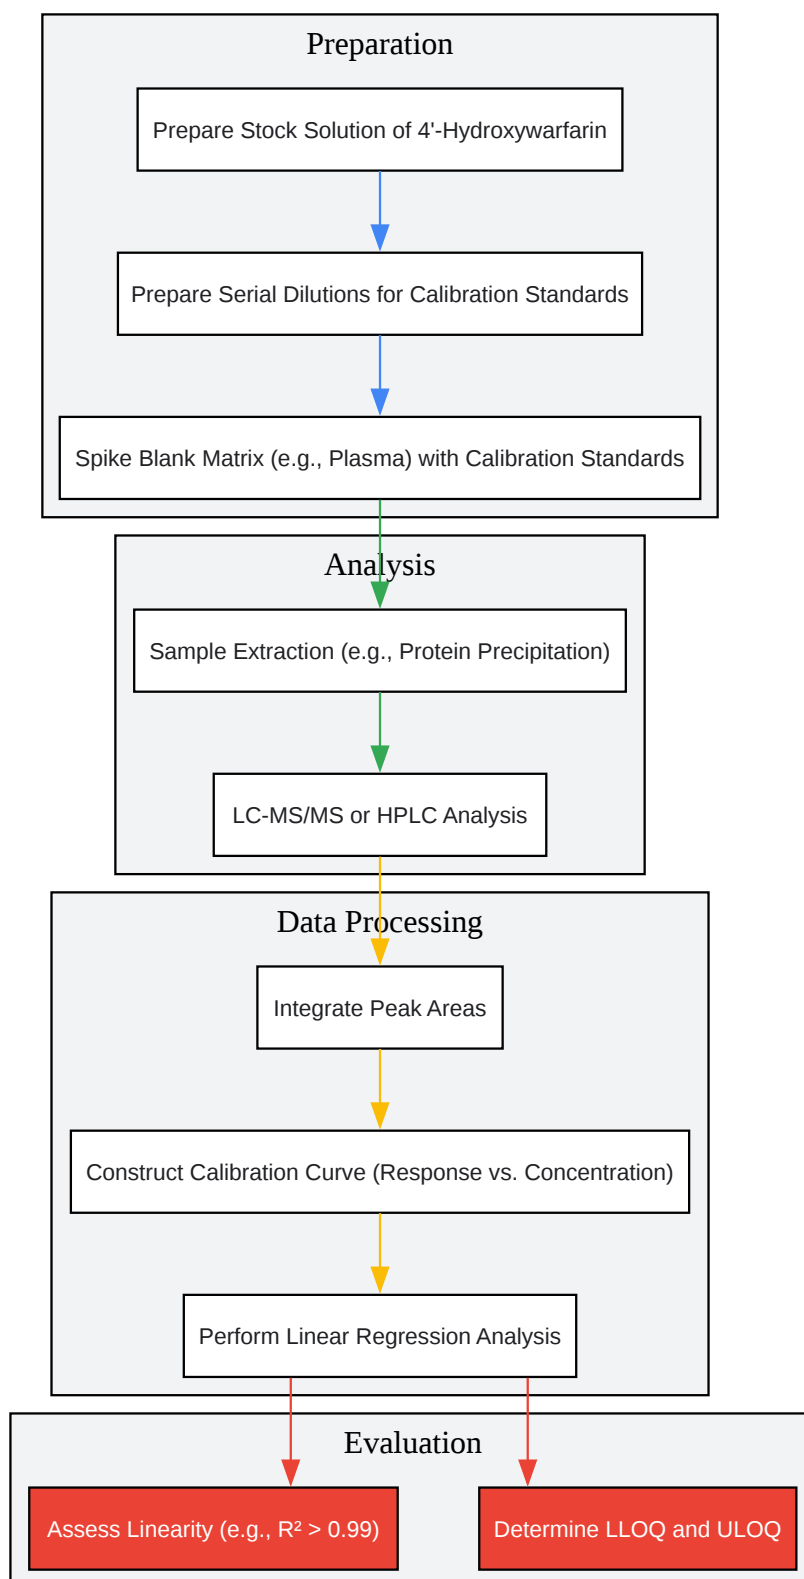 Preparation
Prepare Stock Solution of 4'-Hydroxywarfarin
Prepare Serial Dilutions for Calibration Standards
Spike Blank Matrix (e.g., Plasma) with Calibration Standards
Analysis
Sample Extraction (e.g., Protein Precipitation)
LC-MS/MS or HPLC Analysis
Data Processing
Integrate Peak Areas
Construct Calibration Curve (Response vs. Concentration)
Perform Linear Regression Analysis
Evaluation
Assess Linearity (e.g., R² > 0.99)
Determine LLOQ and ULOQ